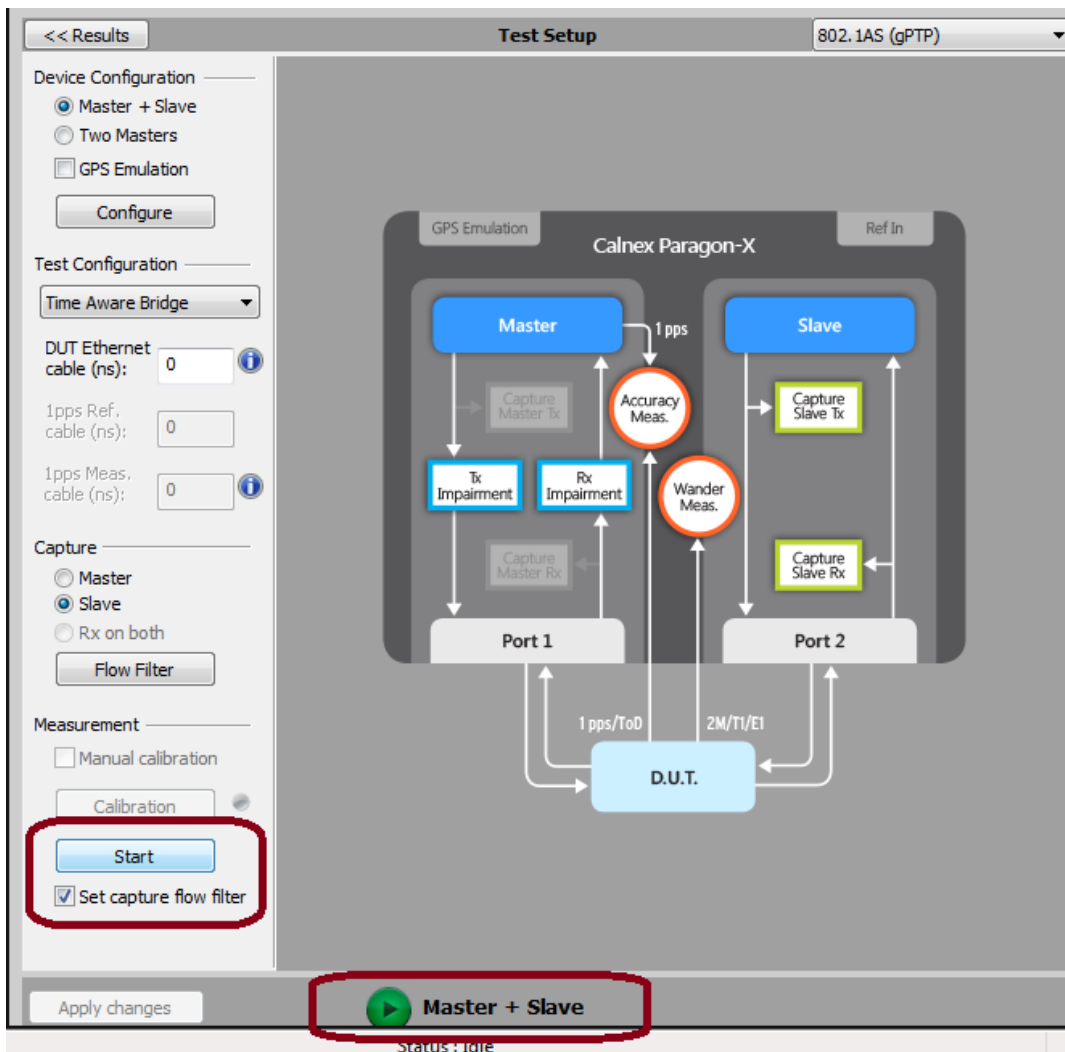 << Results
Test Setup
802.1AS (gPTP)
Device Configuration
Master + Slave
Two Masters
GPS Emulation
Configure
Test Configuration
Time Aware Bridge
DUT Ethernet
cable (ns):
0
1pps Ref.
cable (ns):
0
1pps Meas.
cable (ns):
0
Capture
Master
Slave
Rx on both
Flow Filter
Measurement
Manual calibration
Calibration
Start
Set capture flow filter
GPS Emulation
Calnex Paragon-X
Ref In
Master
1 pps
Slave
Capture
Master Tx
Accuracy
Meas.
Capture
Slave Tx
Tx
Impairment
Rx
Impairment
Wander
Meas.
Capture
Master Rx
Capture
Slave Rx
Port 1
Port 2
1 pps/ToD
2M/T1/E1
D.U.T.
Apply changes
Master + Slave
Status : Idle